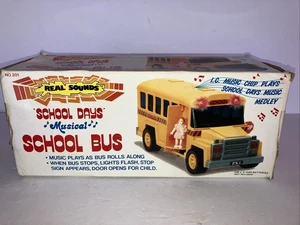 NO. 201
REAL SOUNDS
"SCHOOL DAYS"
Musical
SCHOOL BUS
• MUSIC PLAYS AS BUS ROLLS ALONG
• WHEN BUS STOPS, LIGHTS FLASH, STOP
SIGN APPEARS, DOOR OPENS FOR CHILD.
I.C. MUSIC CHIP PLAYS
SCHOOL DAYS MUSIC
MEDLEY